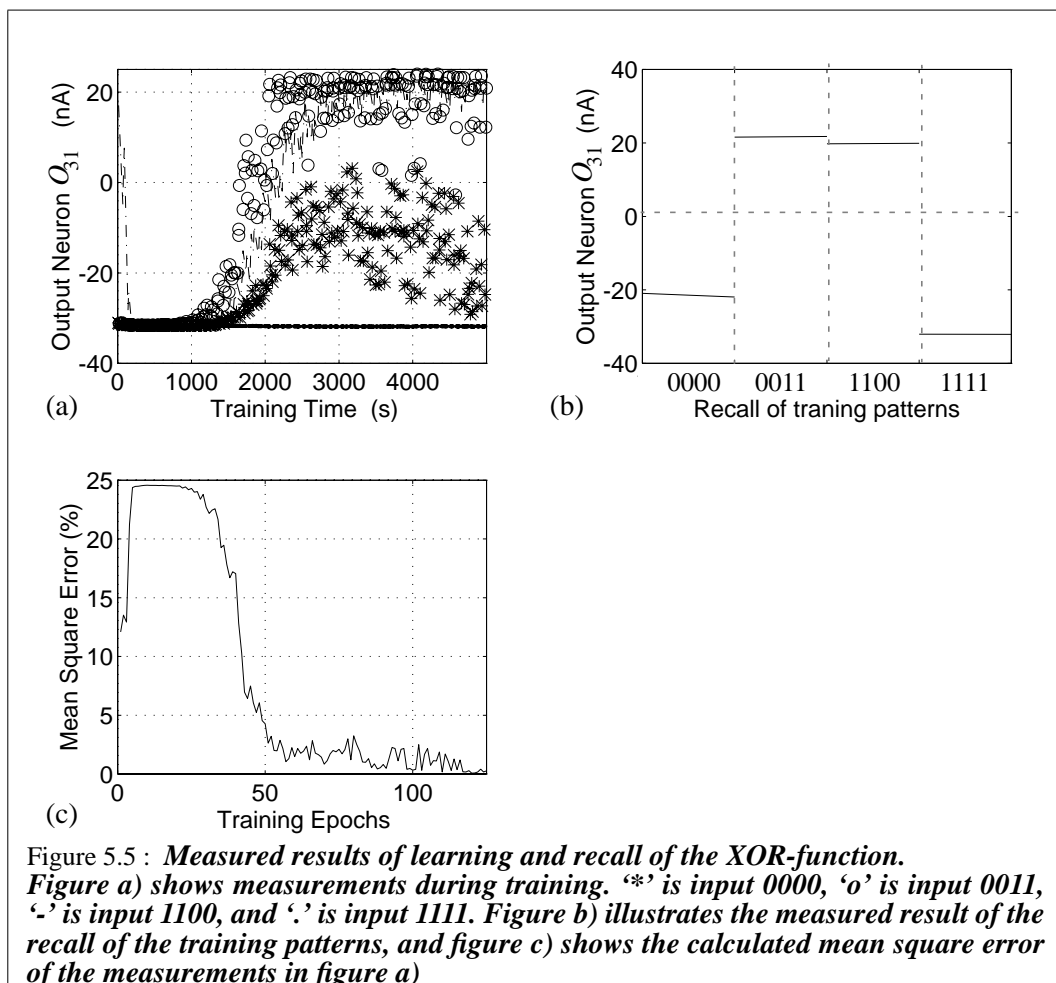 Output Neuron O31 (nA)
20
0
-20
-40
0 1000 2000 3000 4000
(a) Training Time (s)
Output Neuron O31 (nA)
40
20
0
-20
-40
0000 0011 1100 1111
(b) Recall of traning patterns
Mean Square Error (%)
25
20
15
10
5
0
0 50 100
(c) Training Epochs
Figure 5.5 : Measured results of learning and recall of the XOR-function.
Figure a) shows measurements during training. ‘*’ is input 0000, ‘o’ is input 0011,
‘-’ is input 1100, and ‘.’ is input 1111. Figure b) illustrates the measured result of the
recall of the training patterns, and figure c) shows the calculated mean square error
of the measurements in figure a)